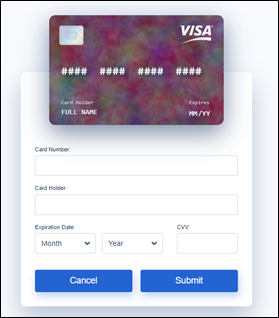 VISA
#### #### #### ####
Card Holder Expires
FULL NAME MM/YY
Card Number:
Card Holder:
Expiration Date: CVV:
Month Year
Cancel Submit